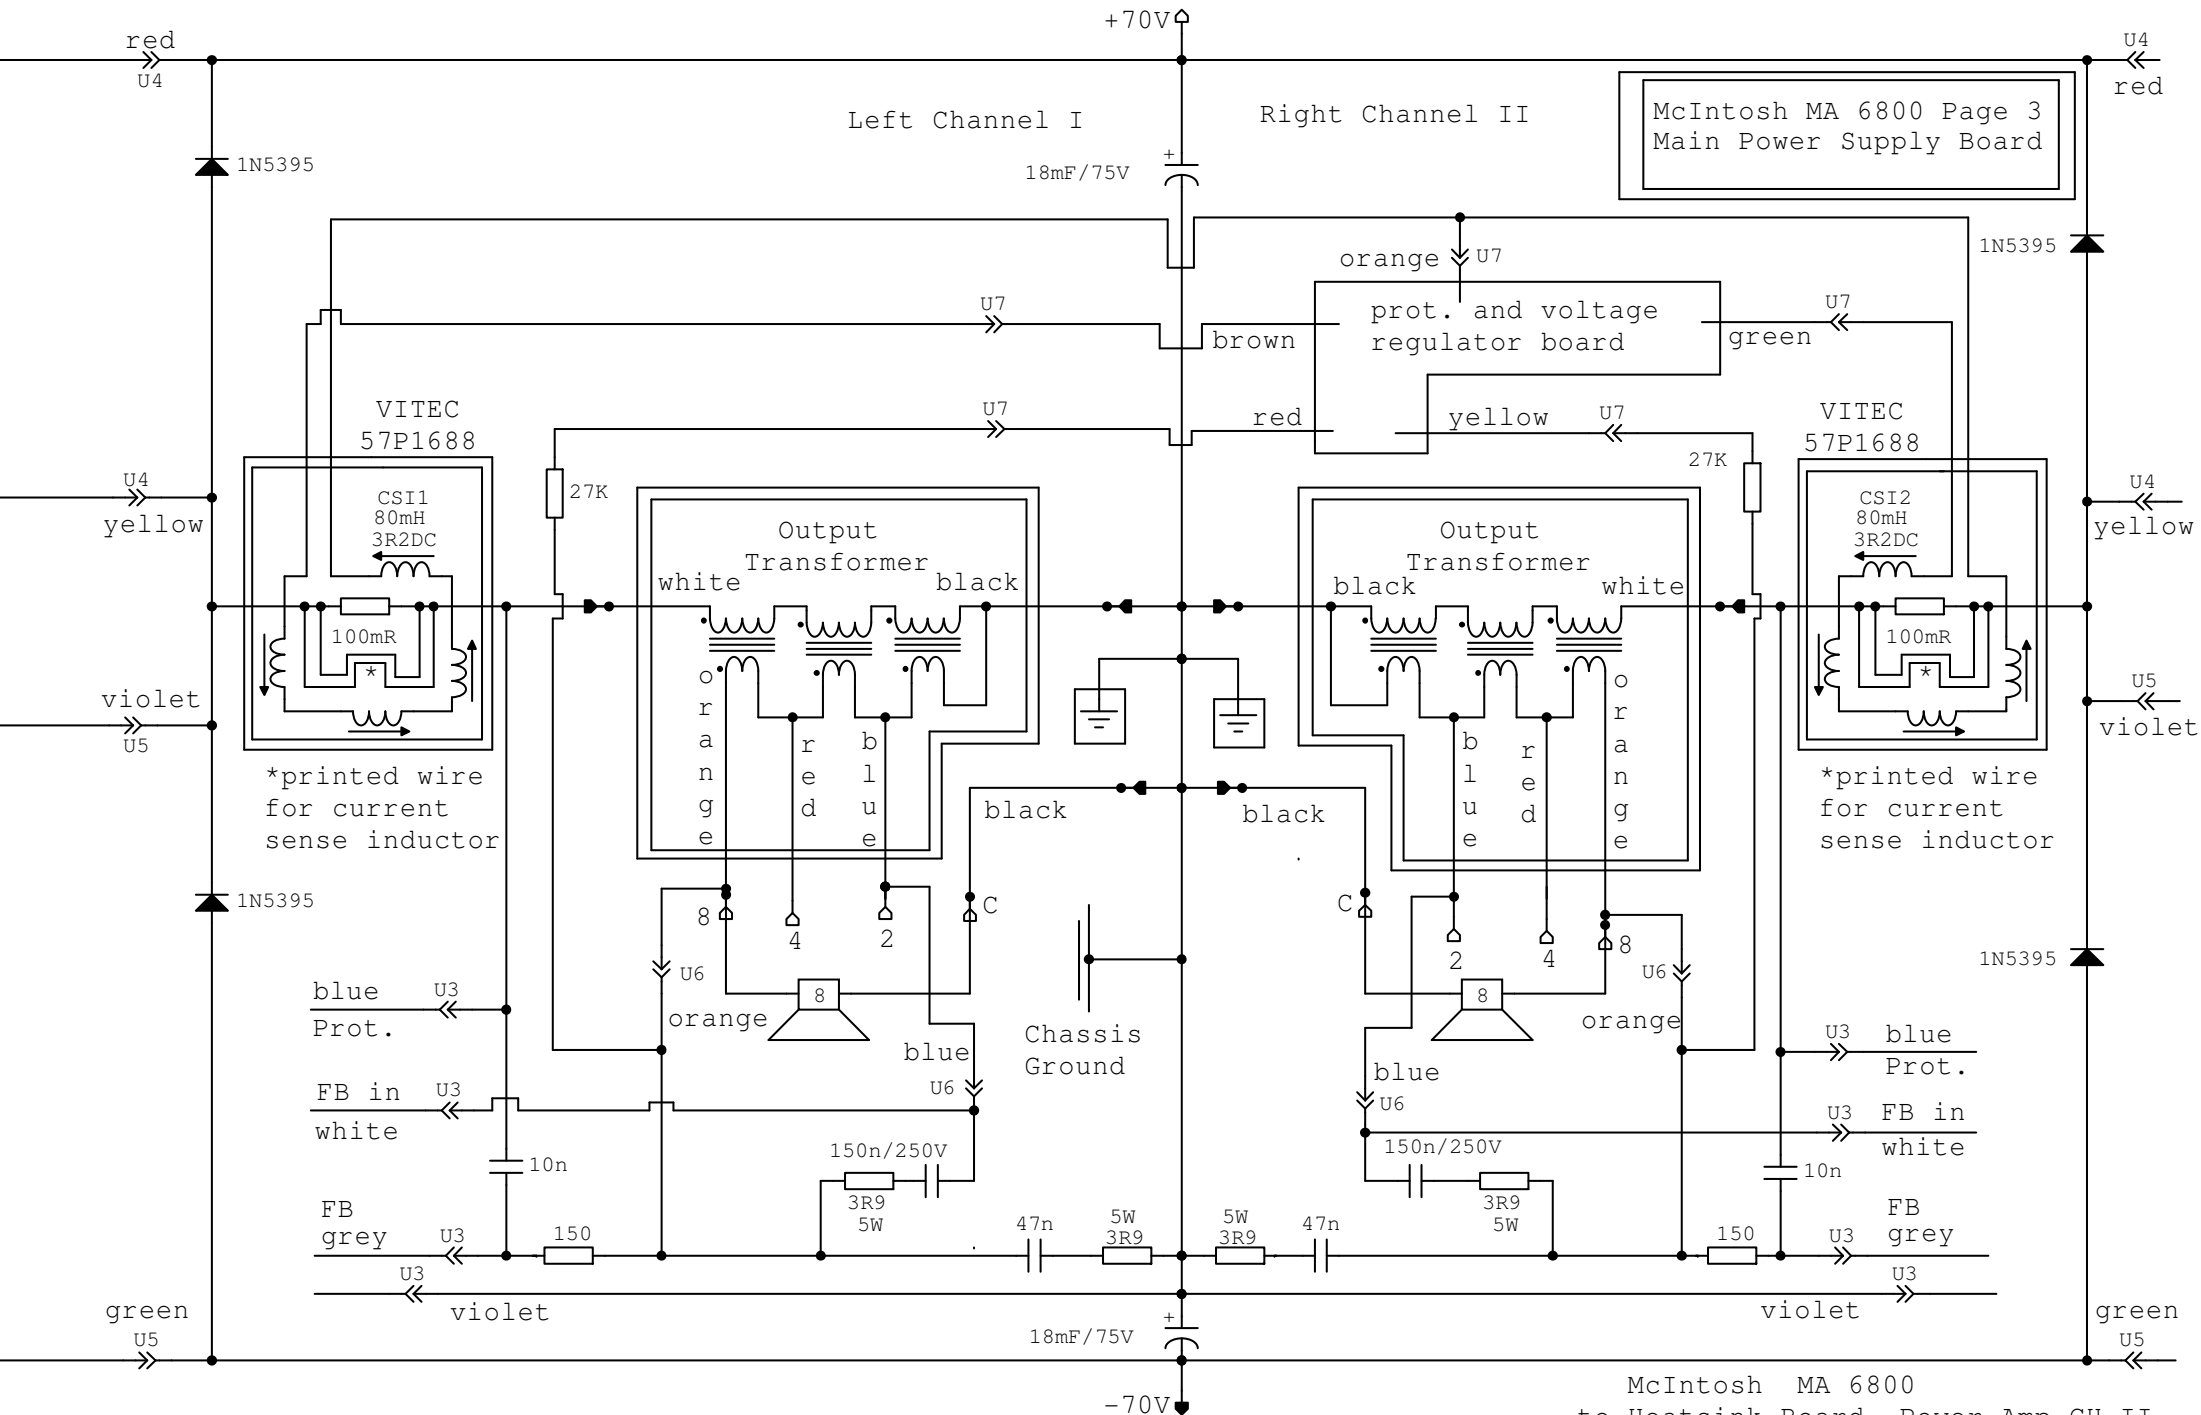 +70V
red
U4
U4
red
Left Channel I
Right Channel II
McIntosh MA 6800 Page 3
Main Power Supply Board
1N5395
+
18mF/75V
1N5395
orange
U7
U7
prot. and voltage
regulator board
U7
brown
green
VITEC
57P1688
U7
red
yellow
U7
VITEC
57P1688
27K
27K
U4
yellow
CSI1
80mH
3R2DC
Output
Transformer
white
black
Output
Transformer
black
white
CSI2
80mH
3R2DC
U4
yellow
100mR
*
100mR
*
violet
U5
U5
violet
orange
red
blue
blue
red
orange
*printed wire
for current
sense inductor
*printed wire
for current
sense inductor
black
black
1N5395
8
4
2
C
C
2
4
8
1N5395
U6
U6
8
8
orange
orange
blue
Prot.
U3
Chassis
Ground
blue
U6
blue
U6
U3
blue
Prot.
FB in
white
U3
U3
FB in
white
10n
150n/250V
3R9
5W
150n/250V
3R9
5W
10n
FB
grey
U3
150
47n
5W
3R9
5W
3R9
47n
150
U3
FB
grey
U3
violet
U3
violet
green
U5
+
18mF/75V
green
U5
-70V
McIntosh MA 6800
to Heatsink Board, Power Amp CH II